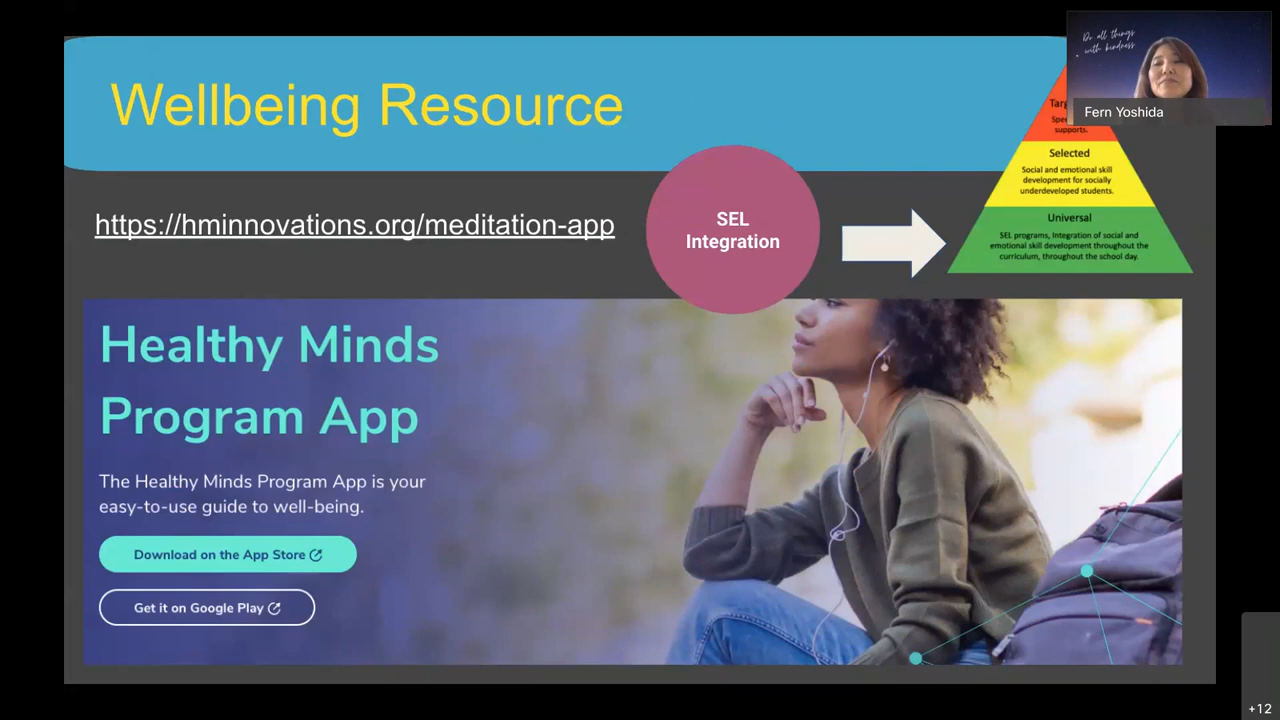 Do all things
with kindness
Fern Yoshida
Wellbeing Resource
https://hminnovations.org/meditation-app
SEL
Integration
supports.
Selected
Social and emotional skill
development for socially
underdeveloped students.
Universal
SEL programs, Integration of social and
emotional skill development throughout the
curriculum, throughout the school day.
Healthy Minds
Program App
The Healthy Minds Program App is your
easy-to-use guide to well-being.
Download on the App Store
Get it on Google Play
+12